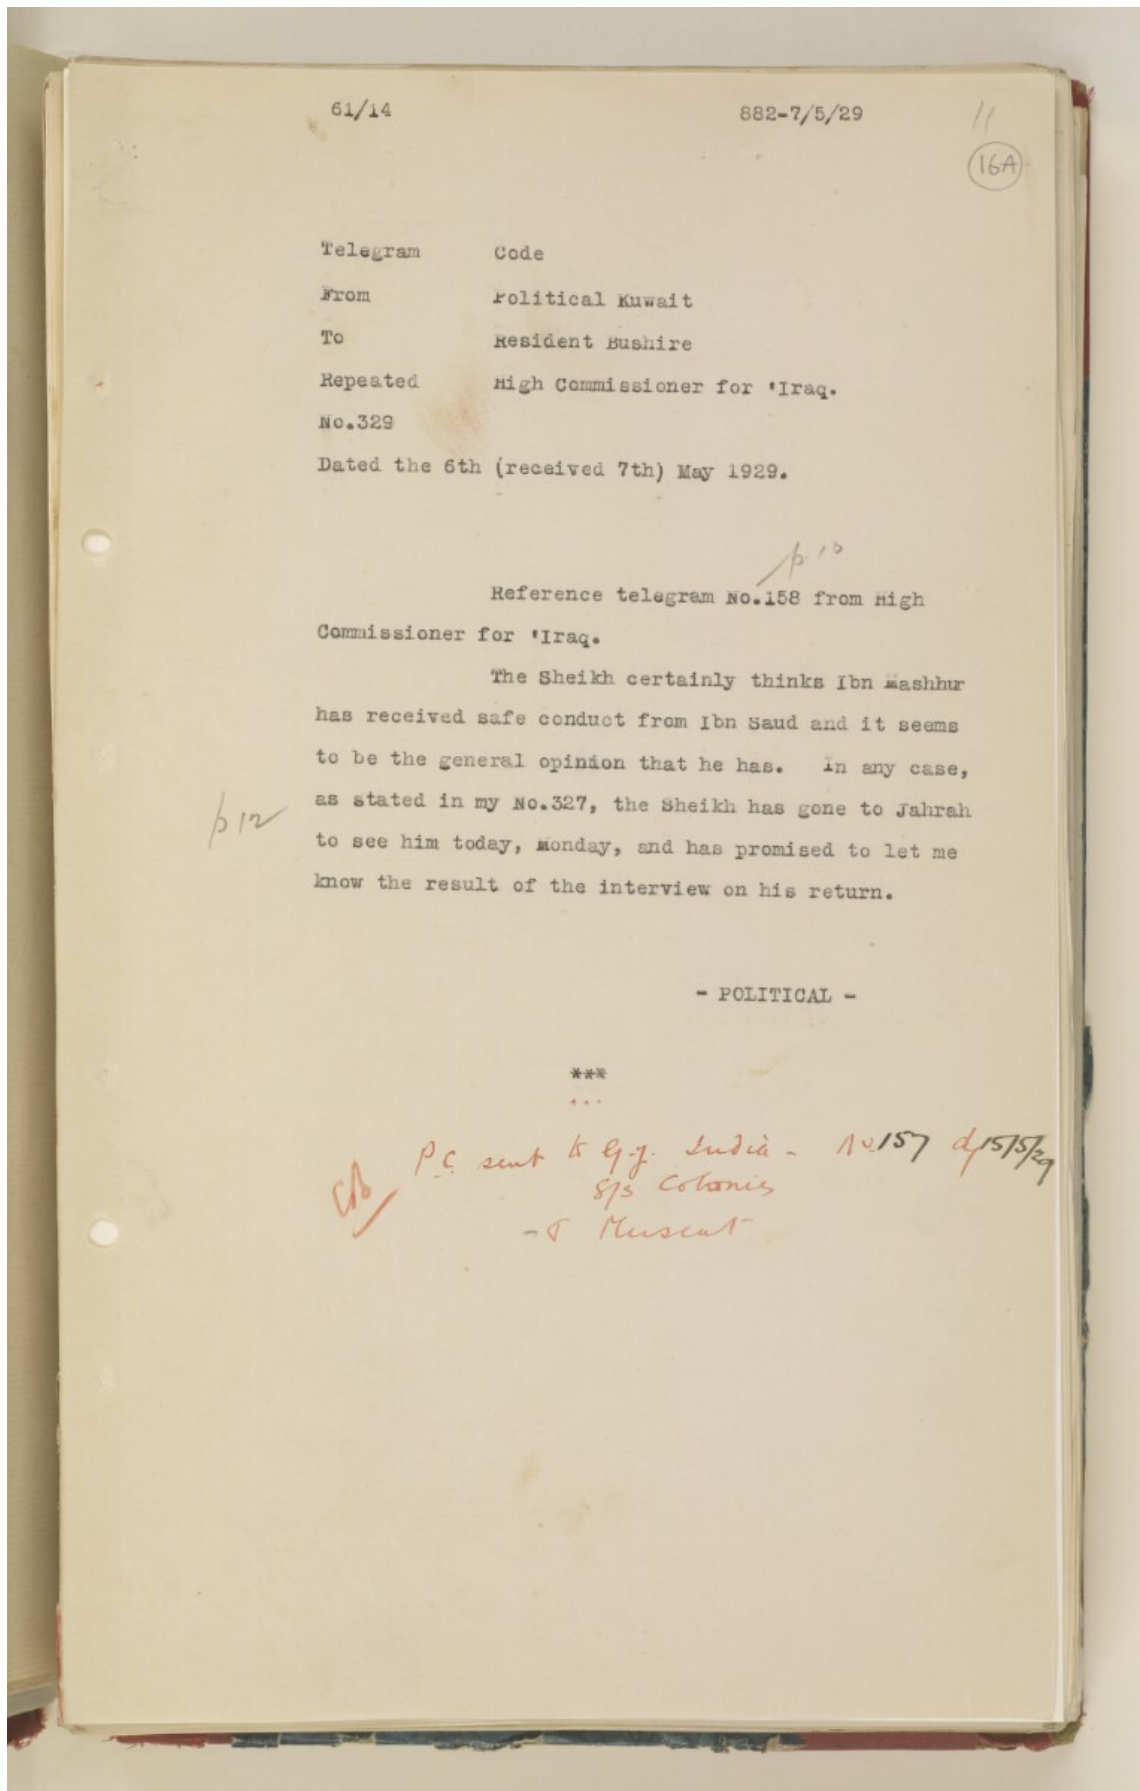 61/14 882-7/5/29 11
16A
Telegram Code
From Political Kuwait
To Resident Bushire
Repeated High Commissioner for 'Iraq.
No.329
Dated the 6th (received 7th) May 1929.
p.10
Reference telegram No.158 from High
Commissioner for 'Iraq.
The Sheikh certainly thinks Ibn Mashhur
has received safe conduct from Ibn Saud and it seems
to be the general opinion that he has. In any case,
as stated in my No.327, the Sheikh has gone to Jahrah
p 12
to see him today, Monday, and has promised to let me
know the result of the interview on his return.
- POLITICAL -
***
...
P.C. sent to G.J. India - No 157 d/15/5/29
S/S Colonies
Muscat